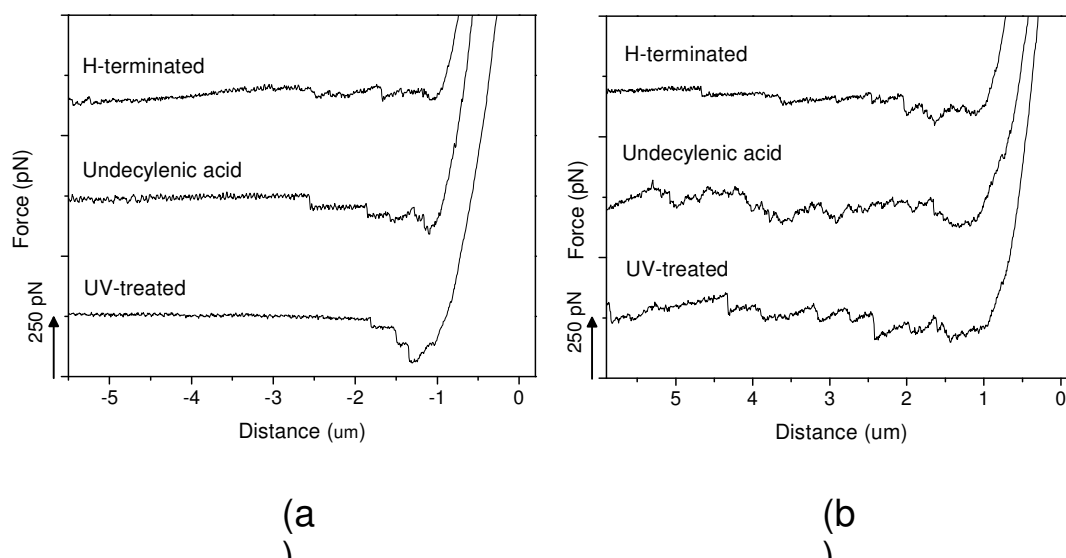 H-terminated
Undecylenic acid
UV-treated
Force (pN)
250 pN
-5 -4 -3 -2 -1 0
Distance (um)
(a
)
H-terminated
Undecylenic acid
UV-treated
Force (pN)
250 pN
5 4 3 2 1 0
Distance (um)
(b
)